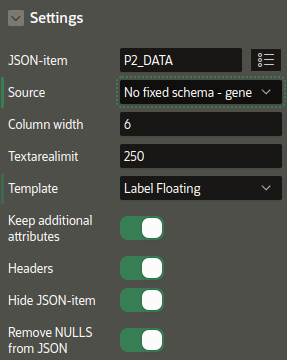 Settings
JSON-item P2_DATA
Source No fixed schema - gene
Column width 6
Textarealimit 250
Template Label Floating
Keep additional
attributes
Headers
Hide JSON-item
Remove NULLS
from JSON